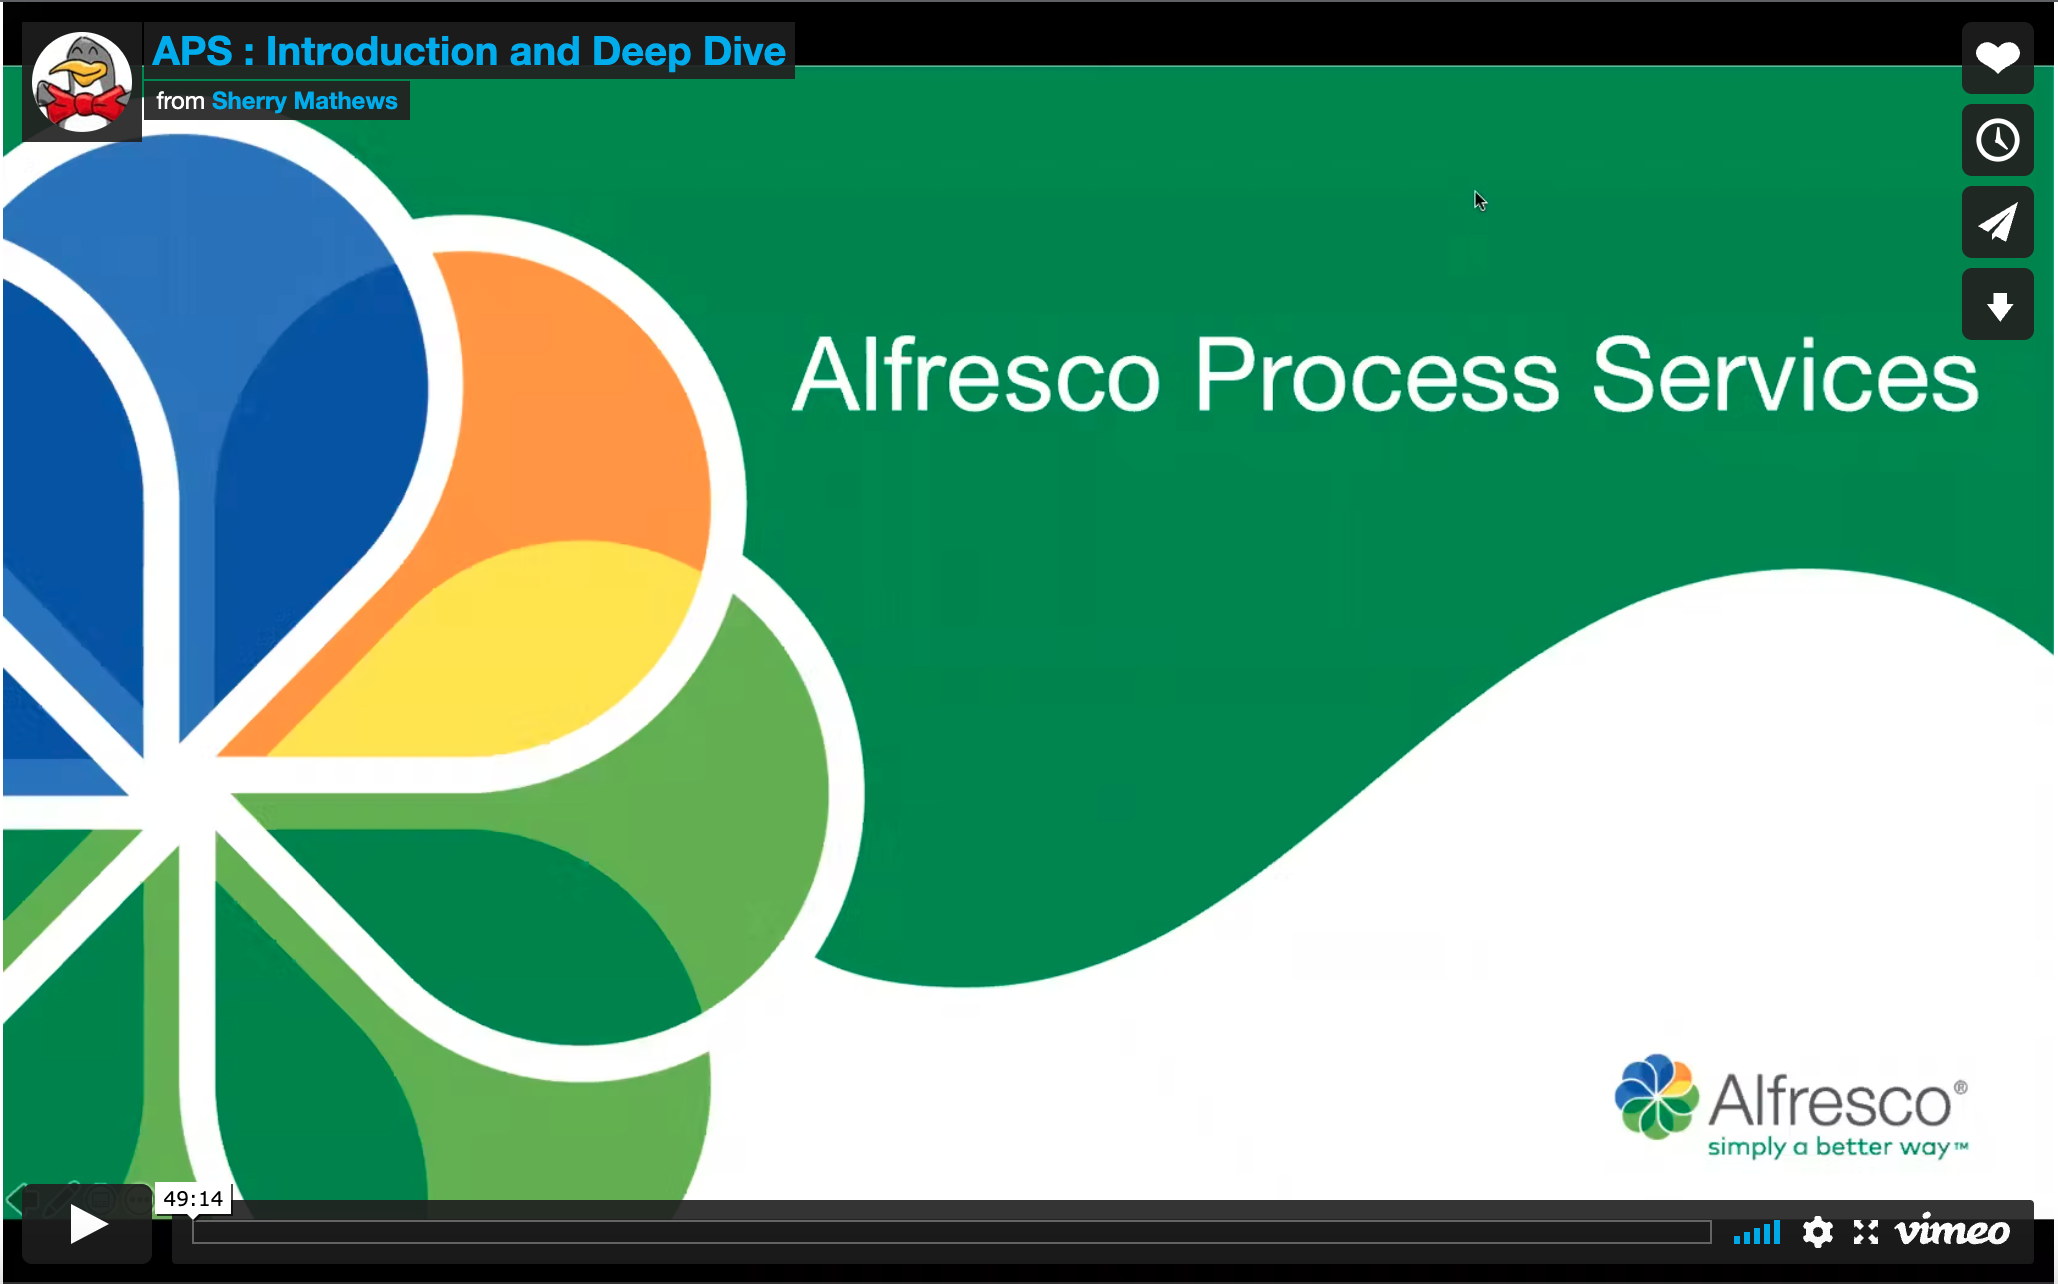 APS : Introduction and Deep Dive
from Sherry Mathews
Alfresco Process Services
Alfresco®
simply a better way™
49:14
vimeo